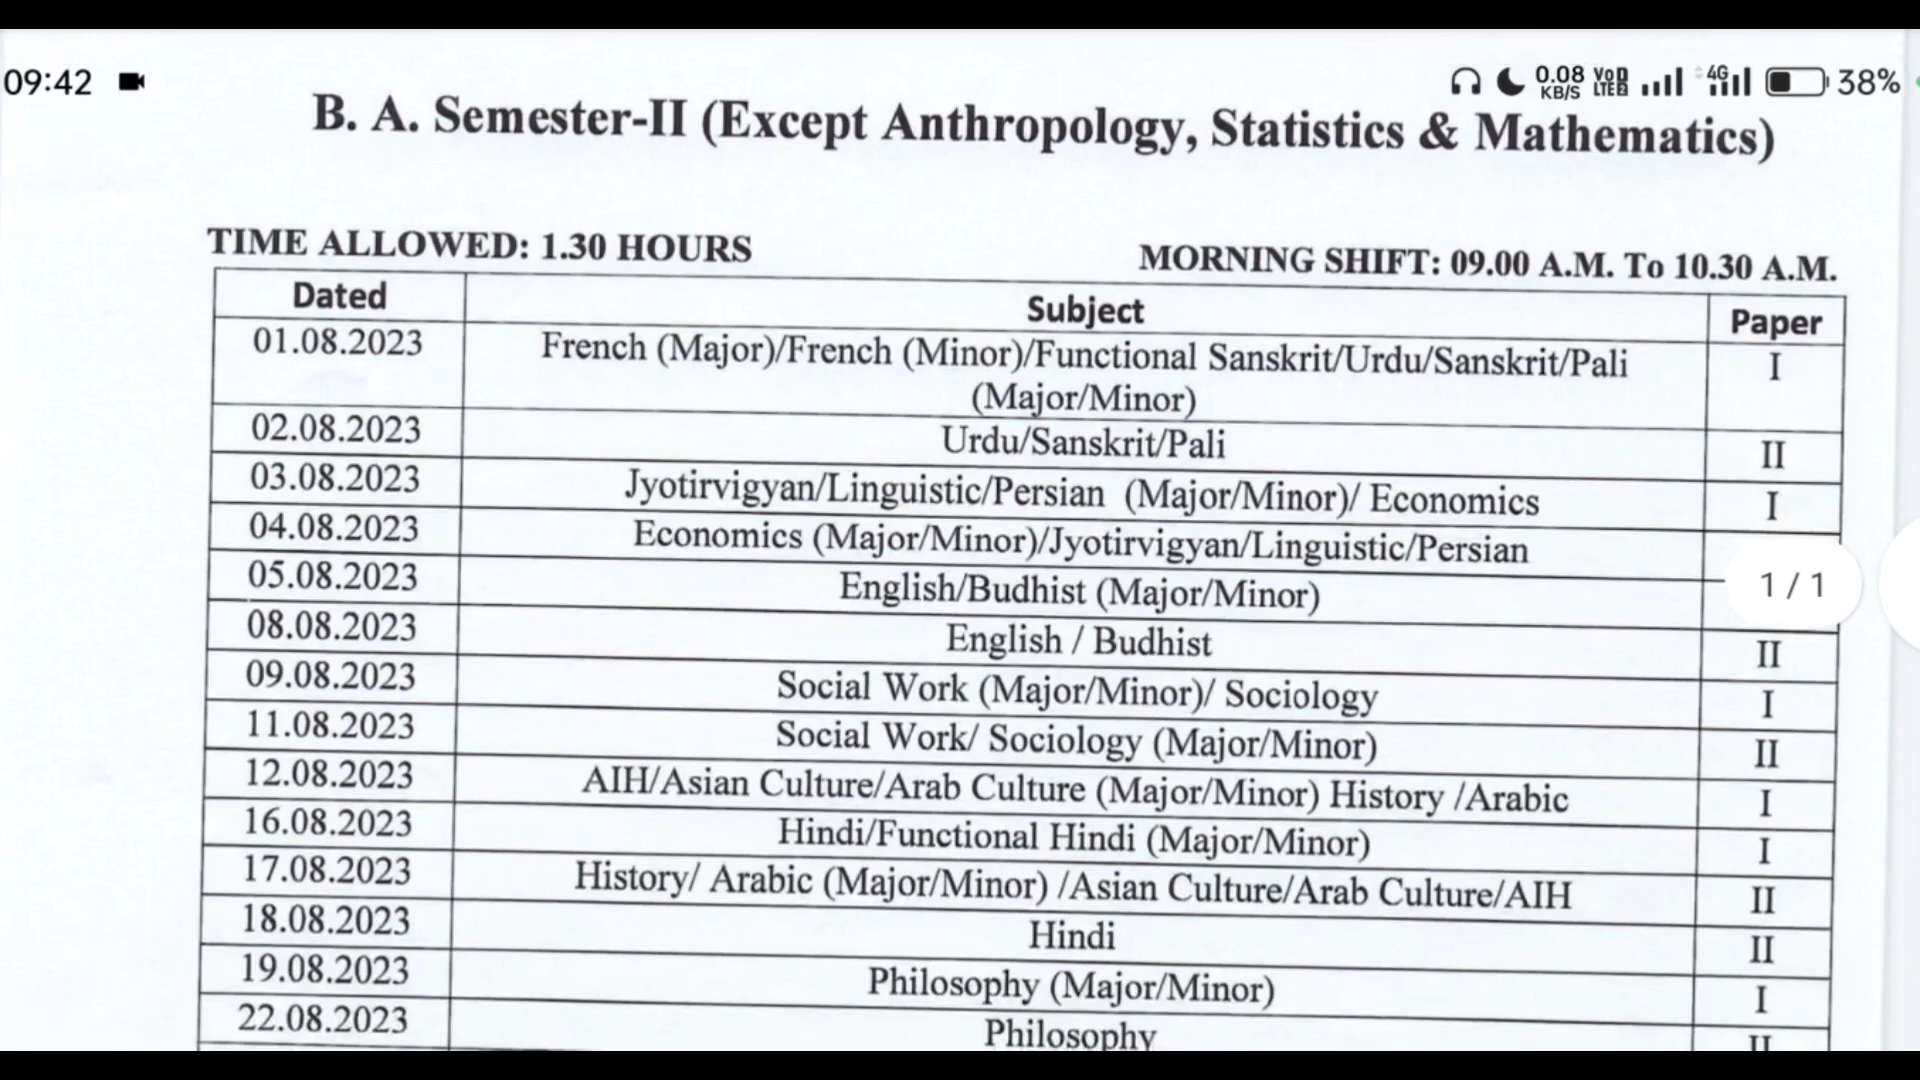 09:42
0.08 KB/S
VoD LTE
4G
38%
B. A. Semester-II (Except Anthropology, Statistics & Mathematics)
TIME ALLOWED: 1.30 HOURS MORNING SHIFT: 09.00 A.M. To 10.30 A.M.
Dated Subject Paper
01.08.2023 French (Major)/French (Minor)/Functional Sanskrit/Urdu/Sanskrit/Pali I
(Major/Minor)
02.08.2023 Urdu/Sanskrit/Pali II
03.08.2023 Jyotirvigyan/Linguistic/Persian (Major/Minor)/ Economics I
04.08.2023 Economics (Major/Minor)/Jyotirvigyan/Linguistic/Persian
05.08.2023 English/Budhist (Major/Minor)
1 / 1
08.08.2023 English / Budhist II
09.08.2023 Social Work (Major/Minor)/ Sociology I
11.08.2023 Social Work/ Sociology (Major/Minor) II
12.08.2023 AIH/Asian Culture/Arab Culture (Major/Minor) History /Arabic I
16.08.2023 Hindi/Functional Hindi (Major/Minor) I
17.08.2023 History/ Arabic (Major/Minor) /Asian Culture/Arab Culture/AIH II
18.08.2023 Hindi II
19.08.2023 Philosophy (Major/Minor) I
22.08.2023 Philosophy II